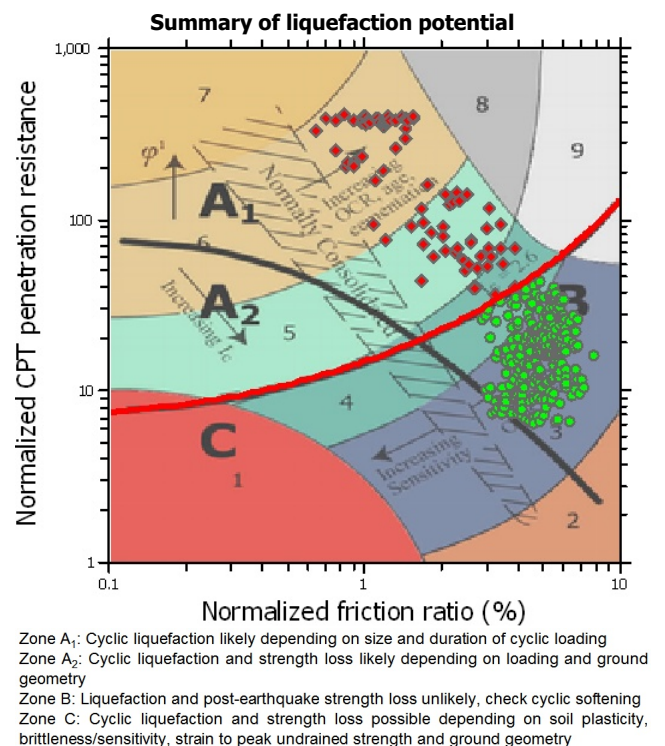 Summary of liquefaction potential
1,000
7
8
9
φ'
A1
Increasing
OCR, age,
cementation
Normally Consolidated
100
6
A2
Increasing Ic
5
2.6
B
10
4
C
3
1
Increasing
Sensitivity
2
1
0.1
1
10
Normalized CPT penetration resistance
Normalized friction ratio (%)
Zone A1: Cyclic liquefaction likely depending on size and duration of cyclic loading
Zone A2: Cyclic liquefaction and strength loss likely depending on loading and ground
geometry
Zone B: Liquefaction and post-earthquake strength loss unlikely, check cyclic softening
Zone C: Cyclic liquefaction and strength loss possible depending on soil plasticity,
brittleness/sensitivity, strain to peak undrained strength and ground geometry